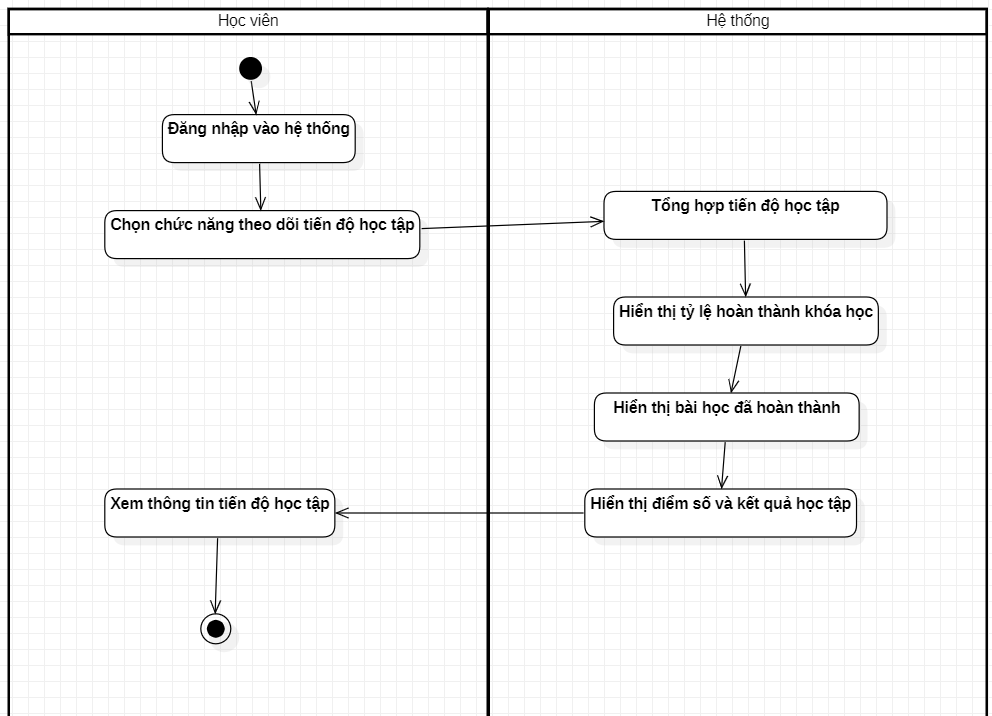 Học viên
Hệ thống
Đăng nhập vào hệ thống
Chọn chức năng theo dõi tiến độ học tập
Tổng hợp tiến độ học tập
Hiển thị tỷ lệ hoàn thành khóa học
Hiển thị bài học đã hoàn thành
Hiển thị điểm số và kết quả học tập
Xem thông tin tiến độ học tập